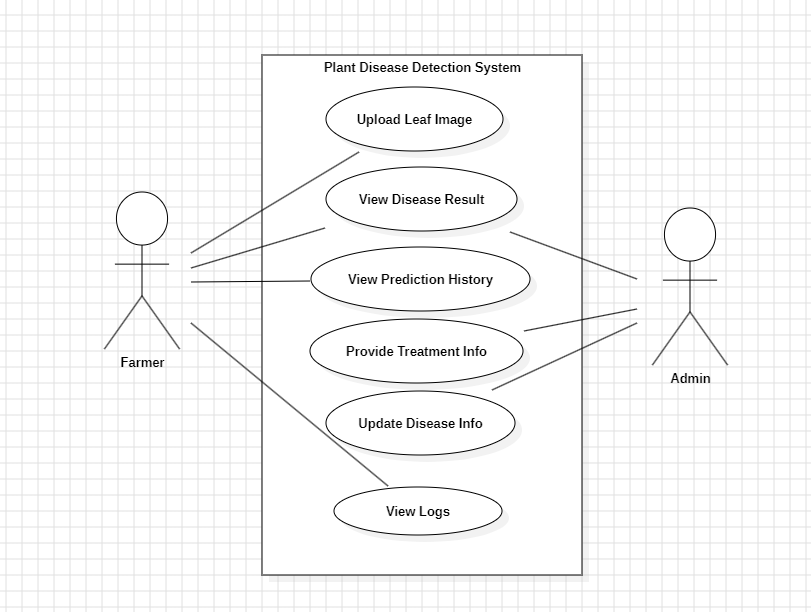 Plant Disease Detection System
Upload Leaf Image
View Disease Result
View Prediction History
Provide Treatment Info
Update Disease Info
View Logs
Farmer
Admin